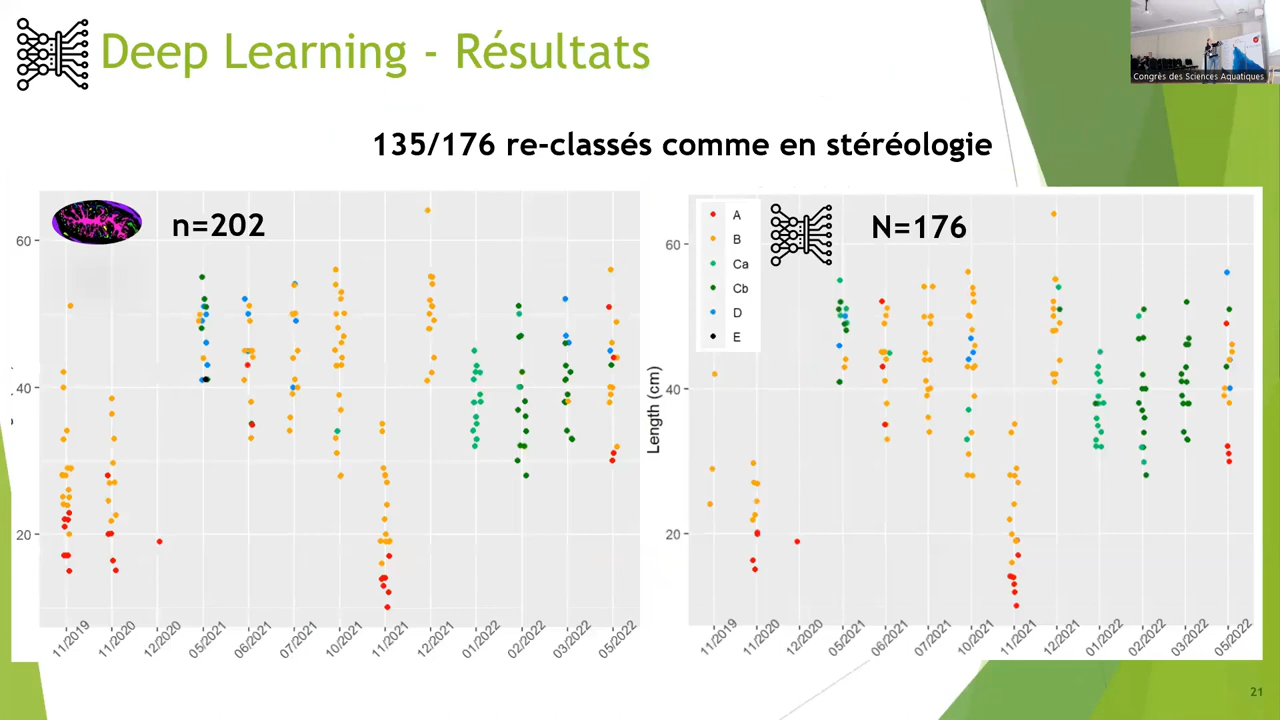 Deep Learning - Résultats
Congrès des Sciences Aquatiques
135/176 re-classés comme en stéréologie
n=202
60
40
20
11/2019
11/2020
12/2020
05/2021
06/2021
07/2021
10/2021
11/2021
12/2021
01/2022
02/2022
03/2022
05/2022
A
B
Ca
Cb
D
E
N=176
Length (cm)
60
40
20
11/2019
11/2020
12/2020
05/2021
06/2021
07/2021
10/2021
11/2021
12/2021
01/2022
02/2022
03/2022
05/2022
21